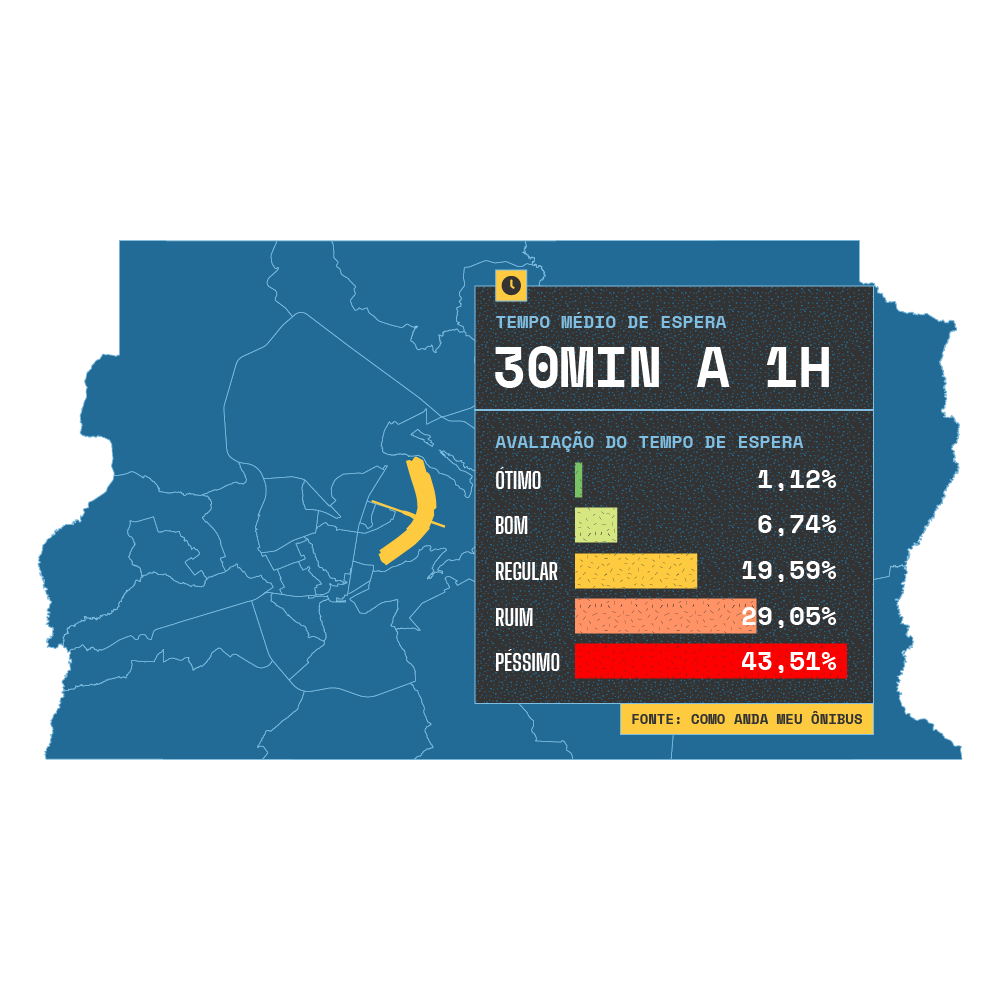 TEMPO MÉDIO DE ESPERA
30MIN A 1H
AVALIAÇÃO DO TEMPO DE ESPERA
ÓTIMO 1,12%
BOM 6,74%
REGULAR 19,59%
RUIM 29,05%
PÉSSIMO 43,51%
FONTE: COMO ANDA MEU ÔNIBUS